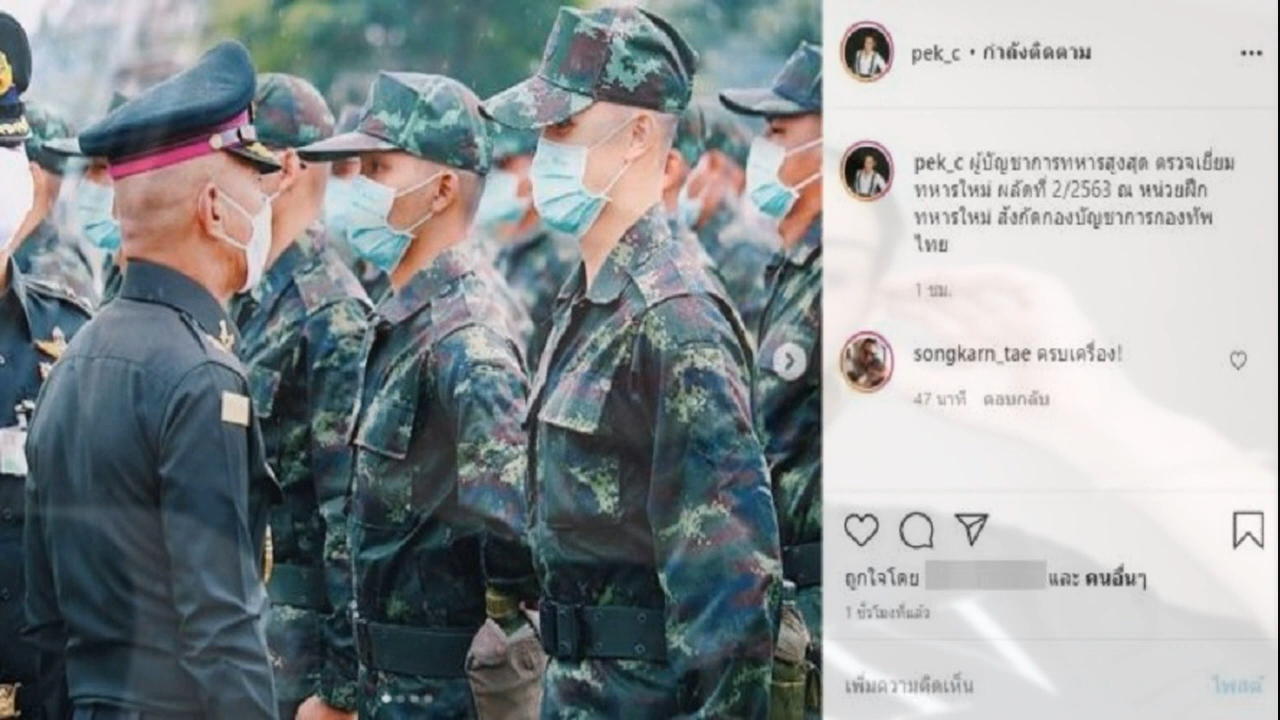 pek_c • กำลังติดตาม
pek_c ผู้บัญชาการทหารสูงสุด ตรวจเยี่ยม
ทหารใหม่ ผลัดที่ 2/2563 ณ หน่วยฝึก
ทหารใหม่ สังกัดกองบัญชาการกองทัพ
ไทย
1 ชม.
songkarn_tae ครบเครื่อง!
47 นาที ตอบกลับ
ถูกใจโดย และ คนอื่นๆ
1 ชั่วโมงที่แล้ว
เพิ่มความคิดเห็น
โพสต์